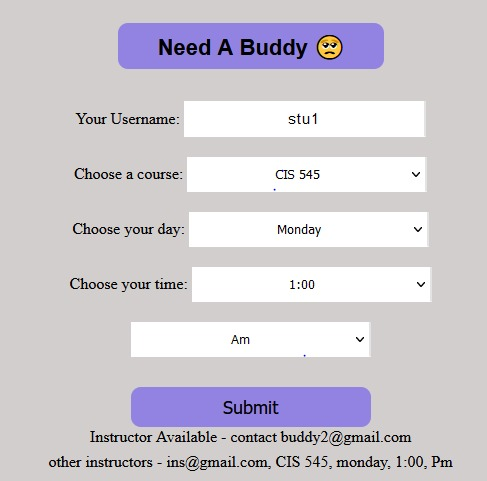 Need A Buddy 🥺
Your Username: stu1
Choose a course: CIS 545
Choose your day: Monday
Choose your time: 1:00
Am
Submit
Instructor Available - contact buddy2@gmail.com
other instructors - ins@gmail.com, CIS 545, monday, 1:00, Pm